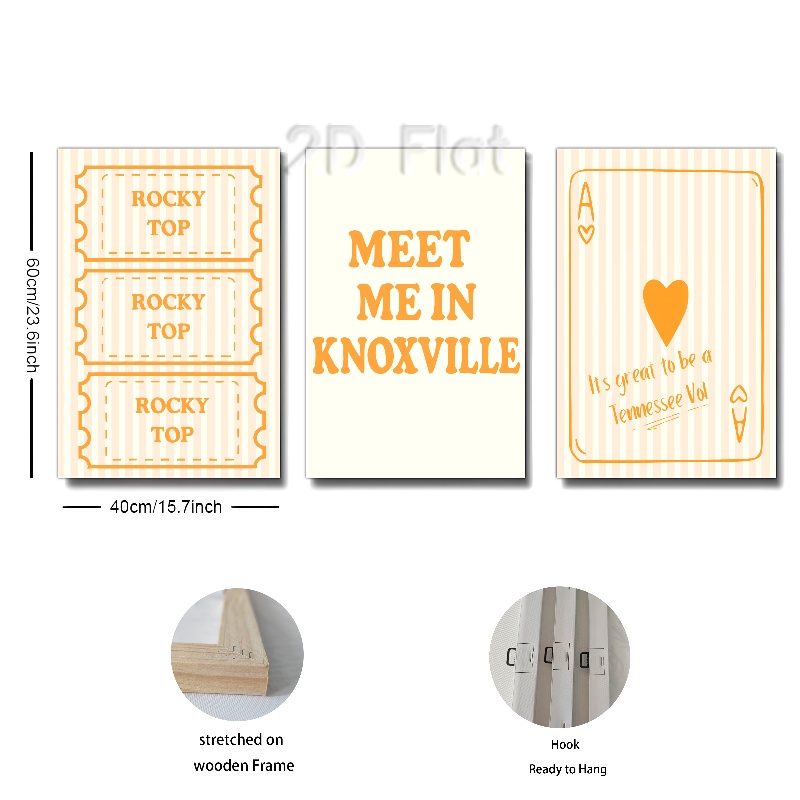 2D Flat
60cm/23.6inch
ROCKY
TOP
ROCKY
TOP
ROCKY
TOP
MEET
ME IN
KNOXVILLE
A
It's great to be a
Tennessee Vol
A
40cm/15.7inch
stretched on
wooden Frame
Hook
Ready to Hang